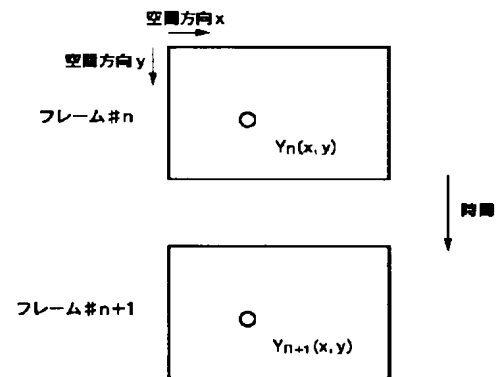 空間方向x
空間方向y
フレーム#n
Yn(x, y)
時間
フレーム#n+1
Yn+1(x, y)